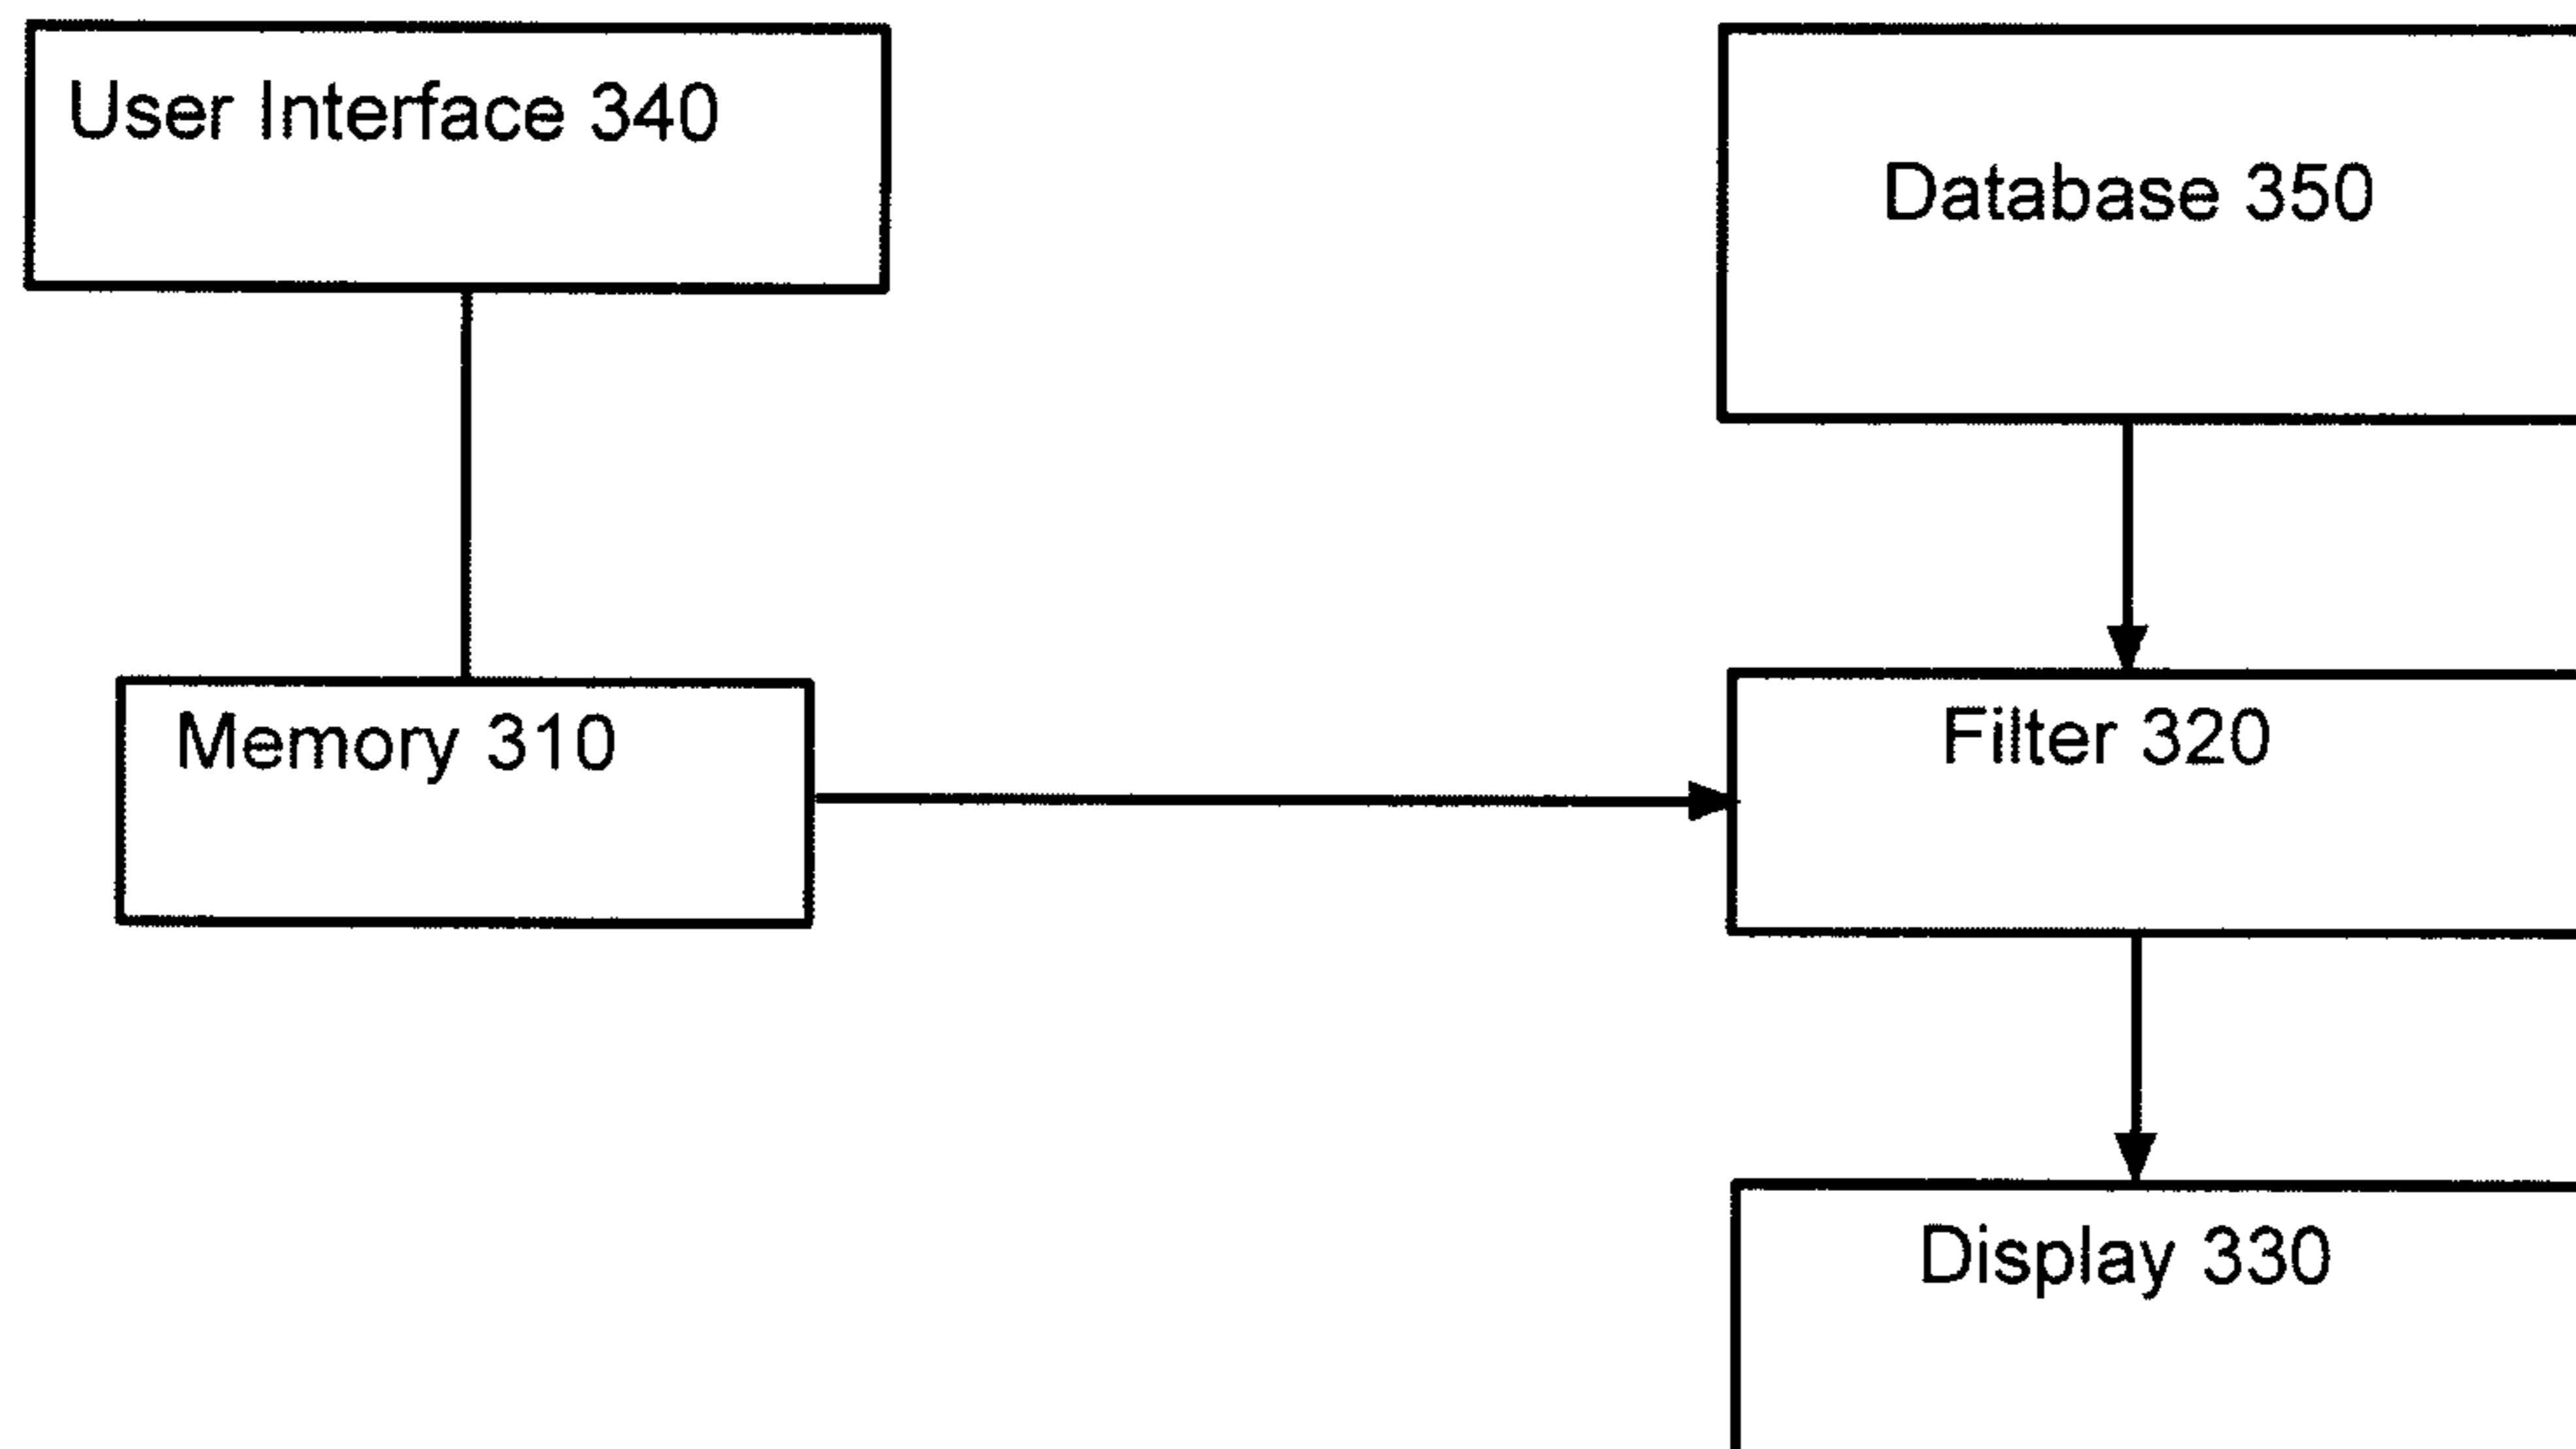 User Interface 340
Database 350
Memory 310
Filter 320
Display 330